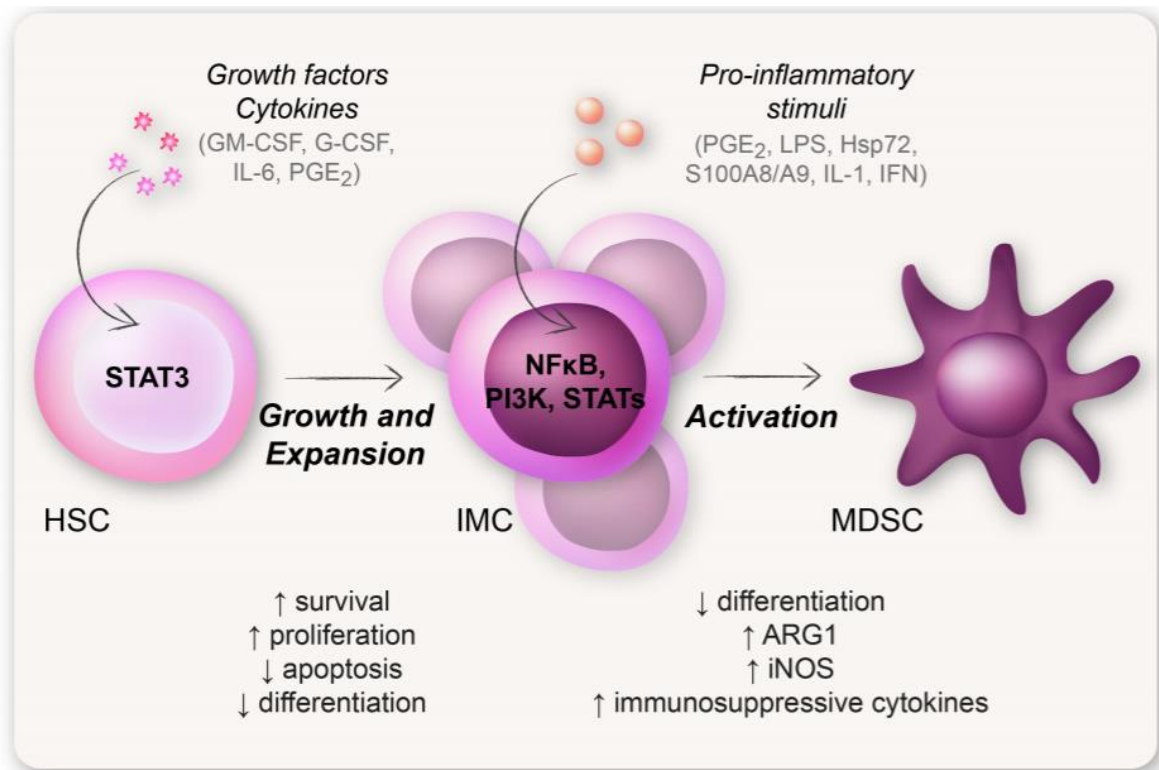 Growth factors
Cytokines
(GM-CSF, G-CSF,
IL-6, PGE₂)
Pro-inflammatory
stimuli
(PGE₂, LPS, Hsp72,
S100A8/A9, IL-1, IFN)
STAT3
Growth and
Expansion
NFκB,
PI3K, STATs
Activation
HSC
IMC
MDSC
↑ survival
↑ proliferation
↓ apoptosis
↓ differentiation
↓ differentiation
↑ ARG1
↑ iNOS
↑ immunosuppressive cytokines